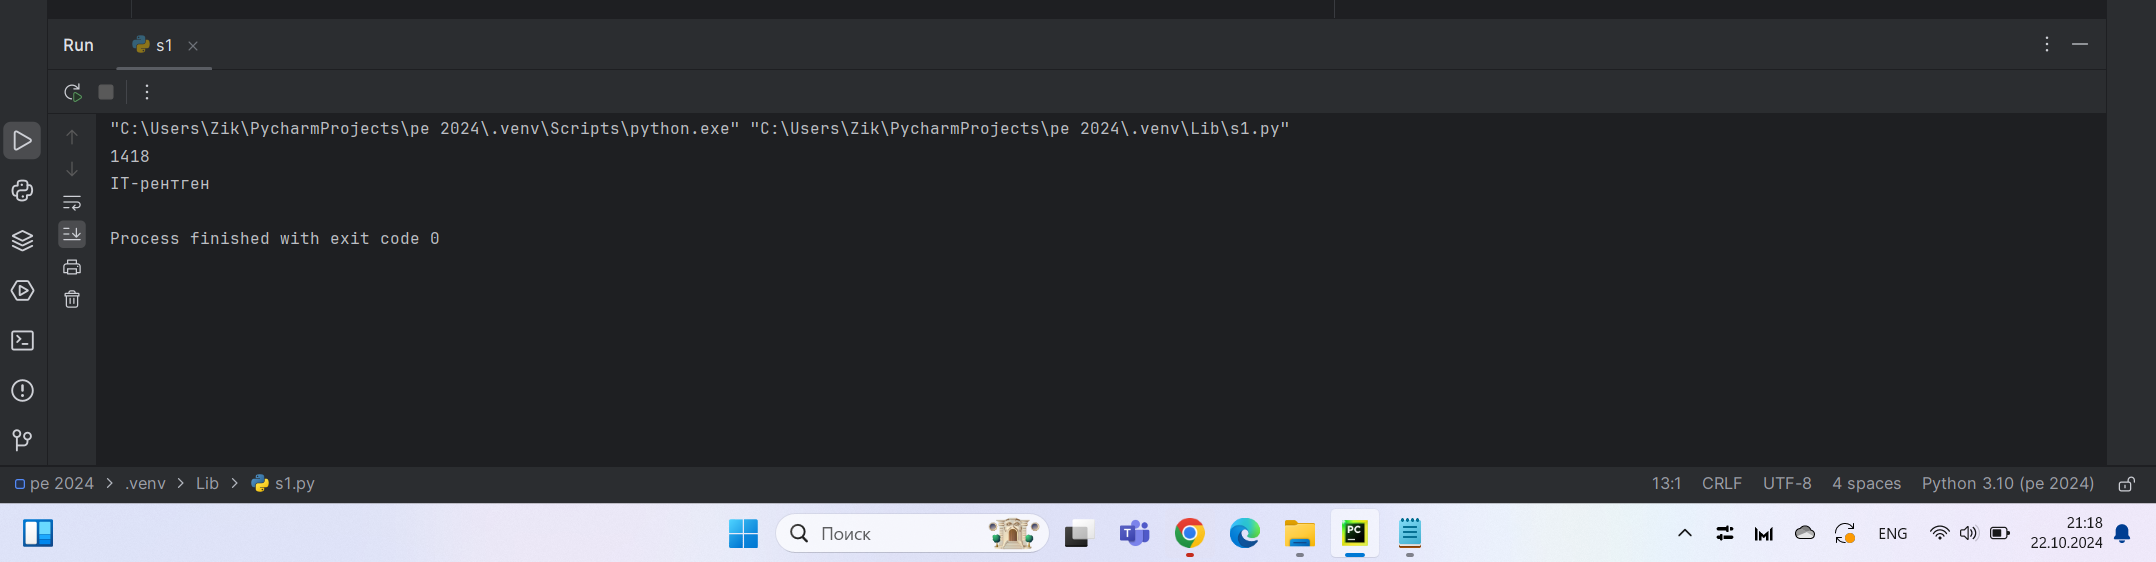 Run s1
"C:\Users\Zik\PycharmProjects\pe 2024\.venv\Scripts\python.exe" "C:\Users\Zik\PycharmProjects\pe 2024\.venv\Lib\s1.py"
1418
IT-рентген
Process finished with exit code 0
pe 2024 > .venv > Lib > s1.py 13:1 CRLF UTF-8 4 spaces Python 3.10 (pe 2024)
Поиск ENG 21:18
22.10.2024